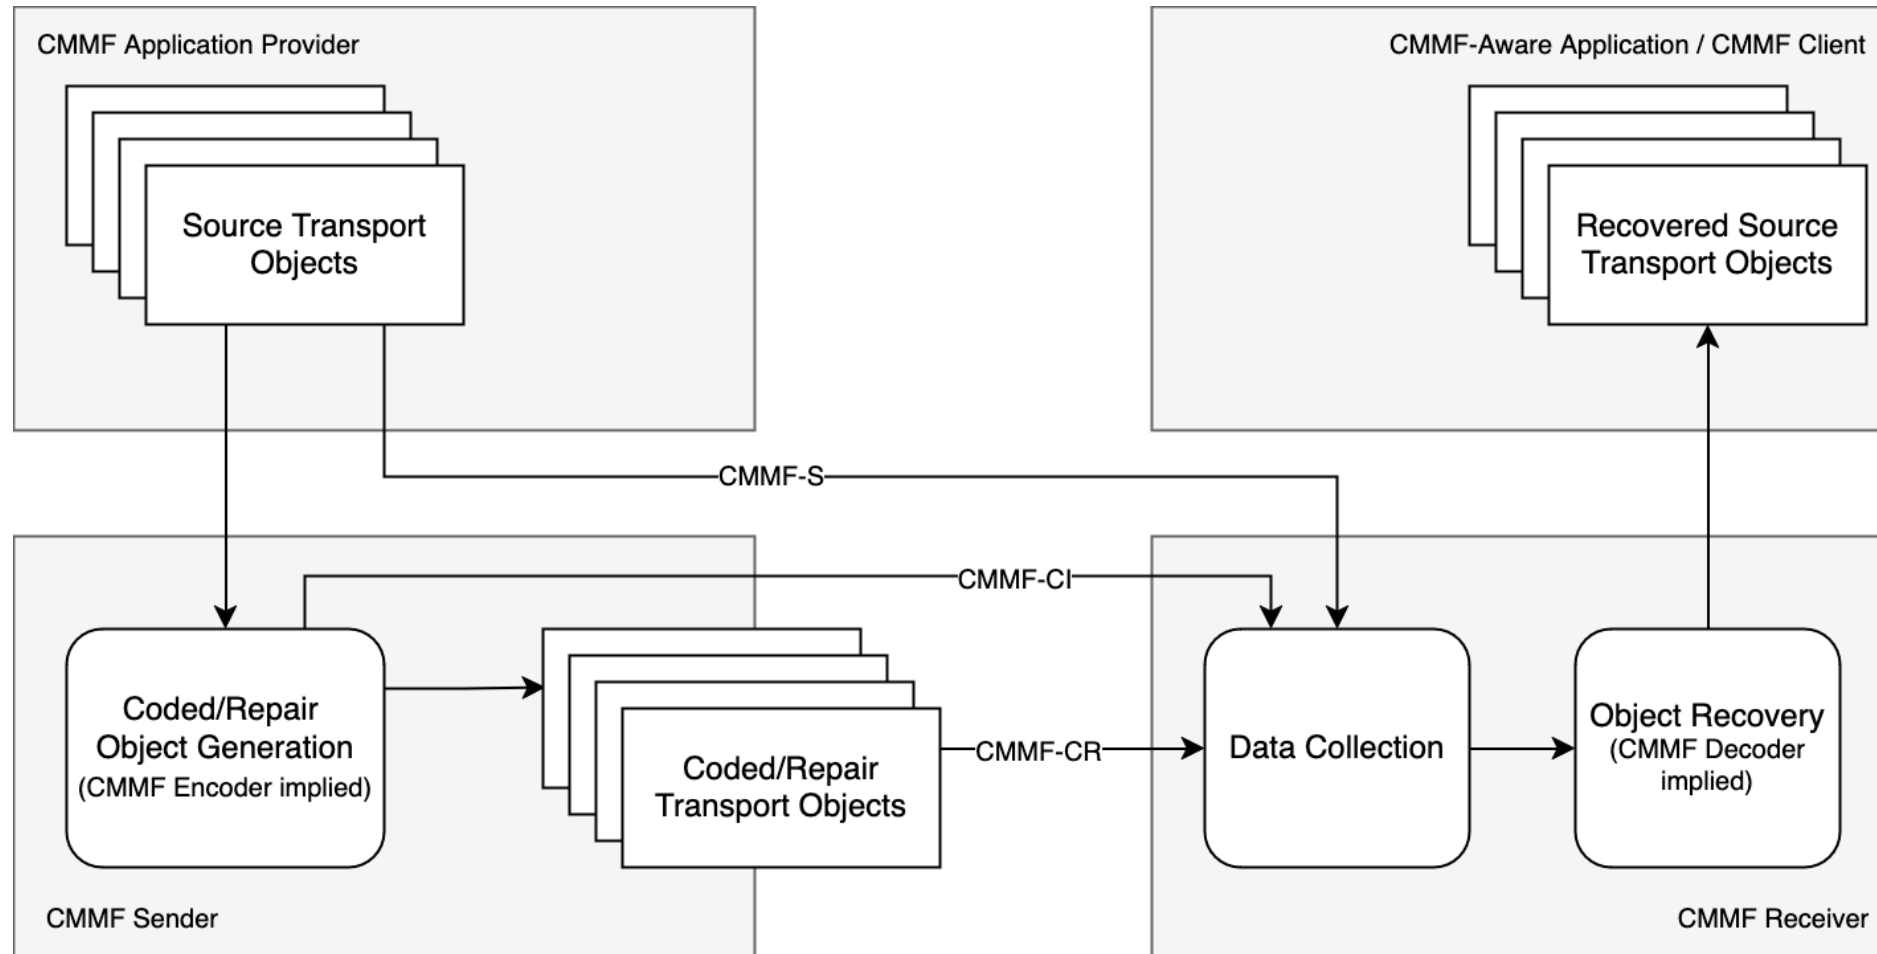 CMMF Application Provider
CMMF-Aware Application / CMMF Client
Source Transport
Objects
Recovered Source
Transport Objects
CMMF-S
CMMF-CI
Coded/Repair
Object Generation
(CMMF Encoder implied)
Coded/Repair
Transport Objects
CMMF-CR
Data Collection
Object Recovery
(CMMF Decoder
implied)
CMMF Sender
CMMF Receiver